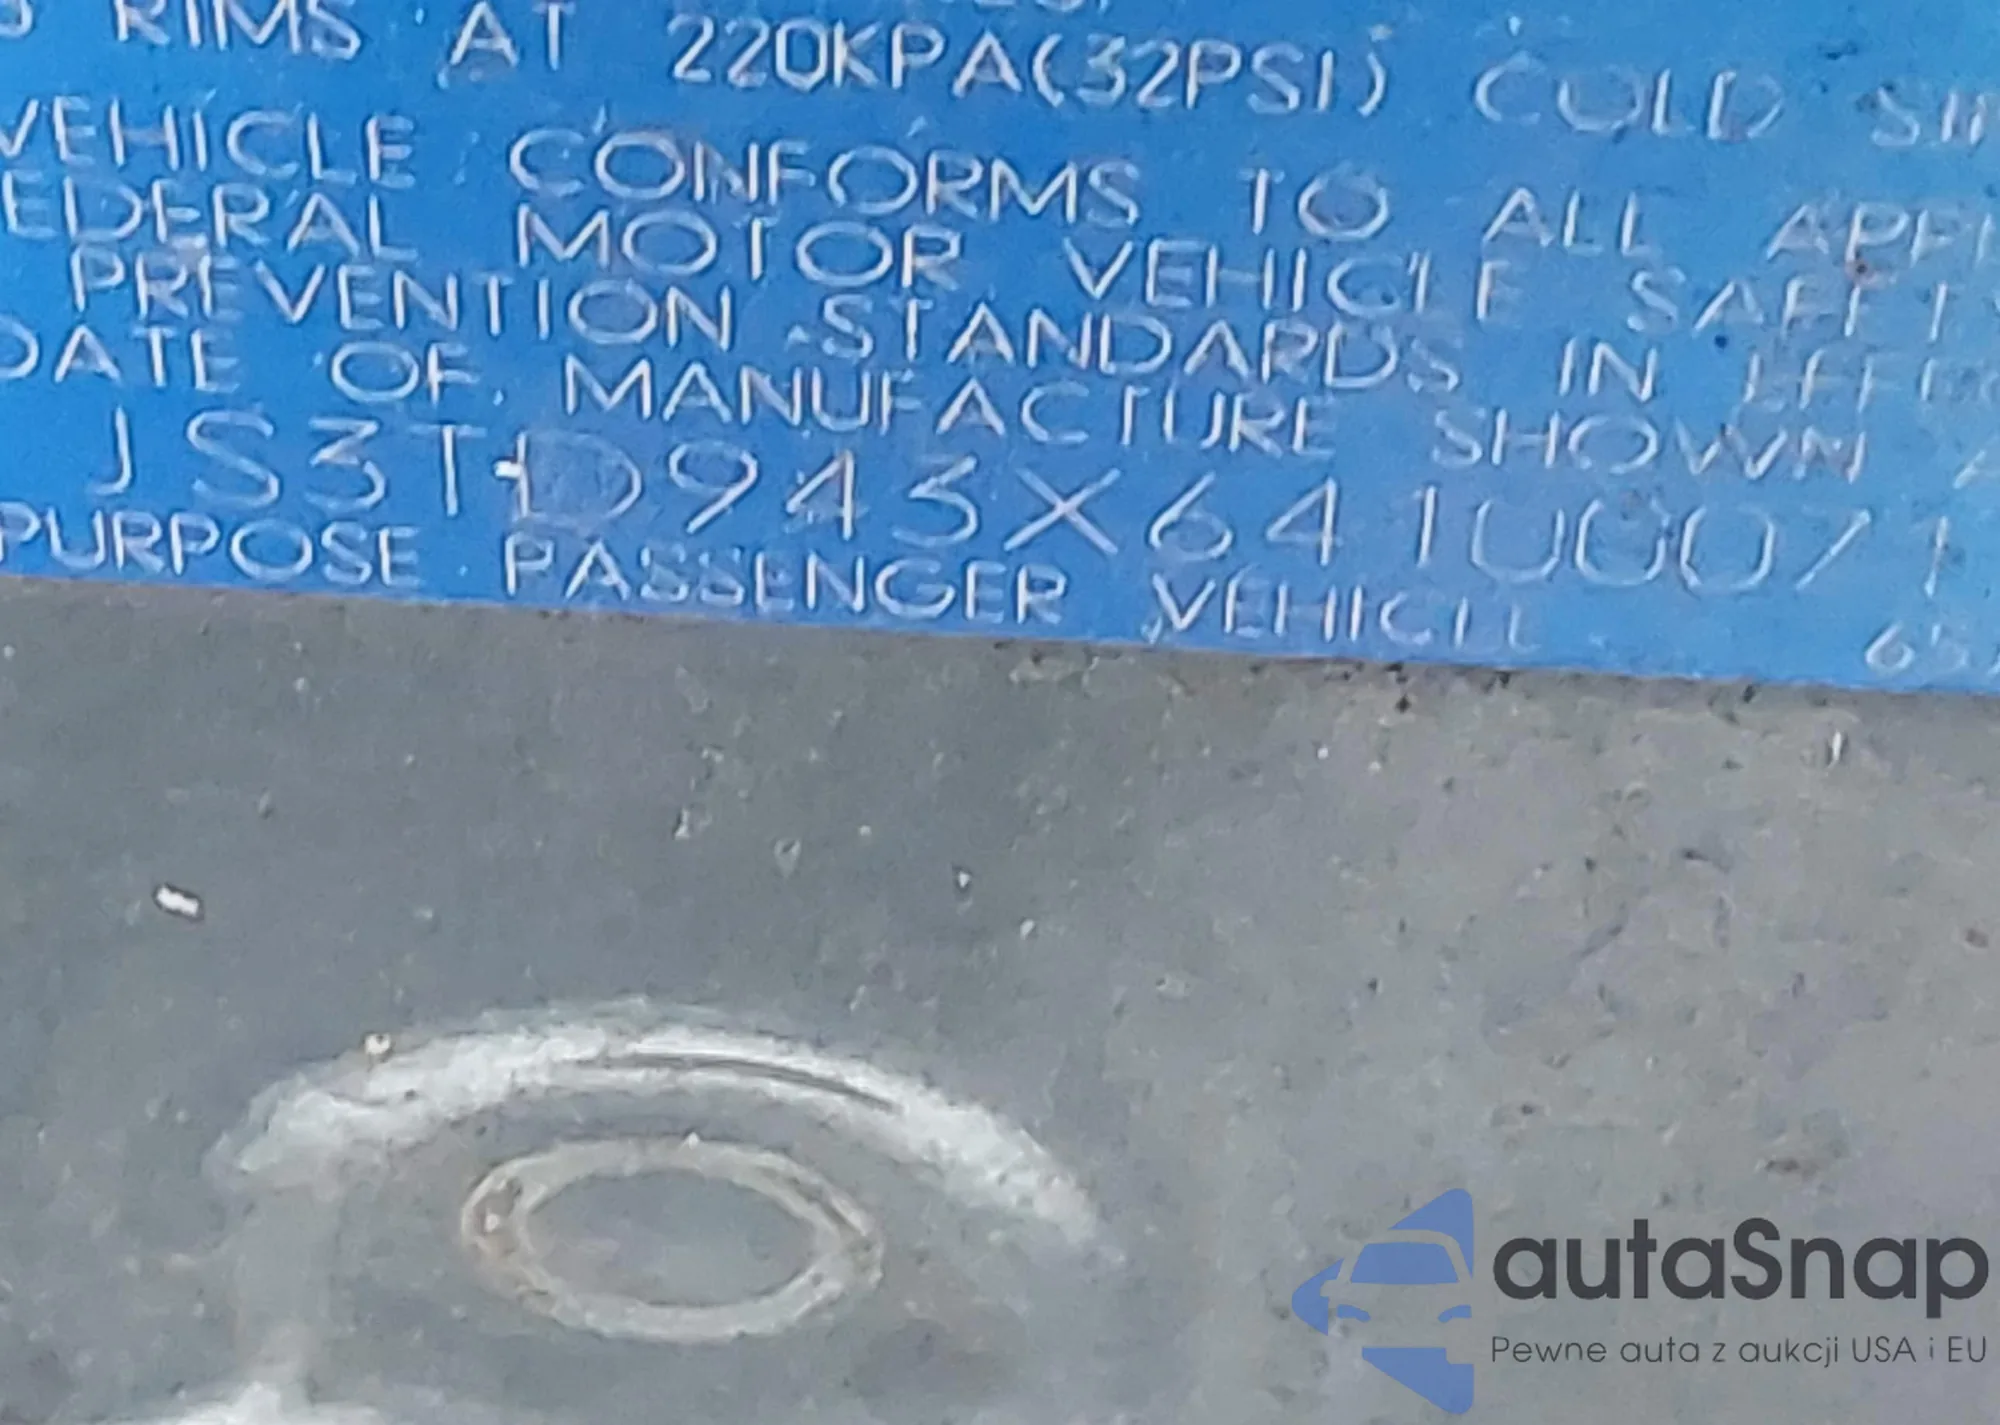 RIMS AT 220KPA(32PSI) COLD
VEHICLE CONFORMS TO ALL
MOTOR VEHICLE SAFETY
PREVENTION STANDARDS IN
DATE OF MANUFACTURE SHOWN
JS3TD943X64100071
PURPOSE PASSENGER VEHICLE
autaSnap
Pewne auta z aukcji USA i EU